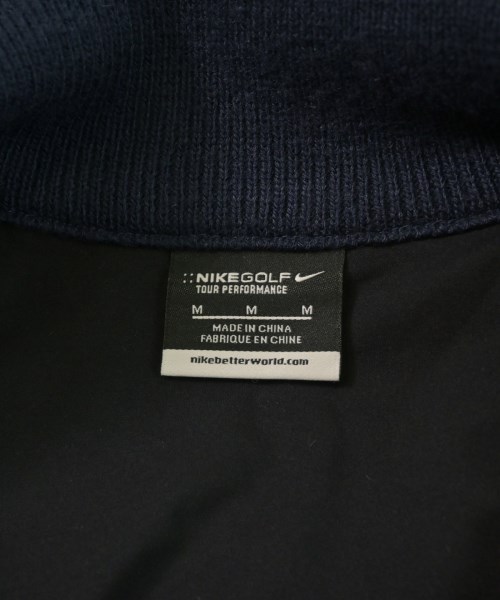 ::NIKEGOLF
TOUR PERFORMANCE
M M M
MADE IN CHINA
FABRIQUE EN CHINE
nikebetterworld.com